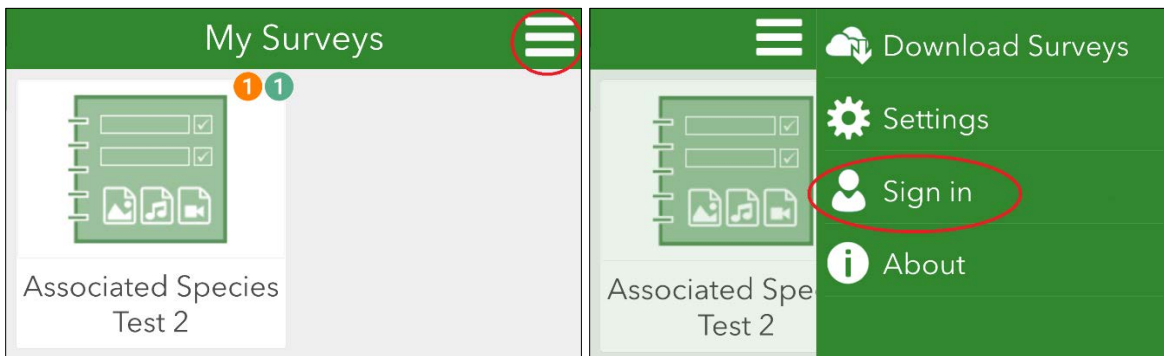 My Surveys
1 1
Associated Species
Test 2
Download Surveys
Settings
Sign in
About
Associated Spe
Test 2